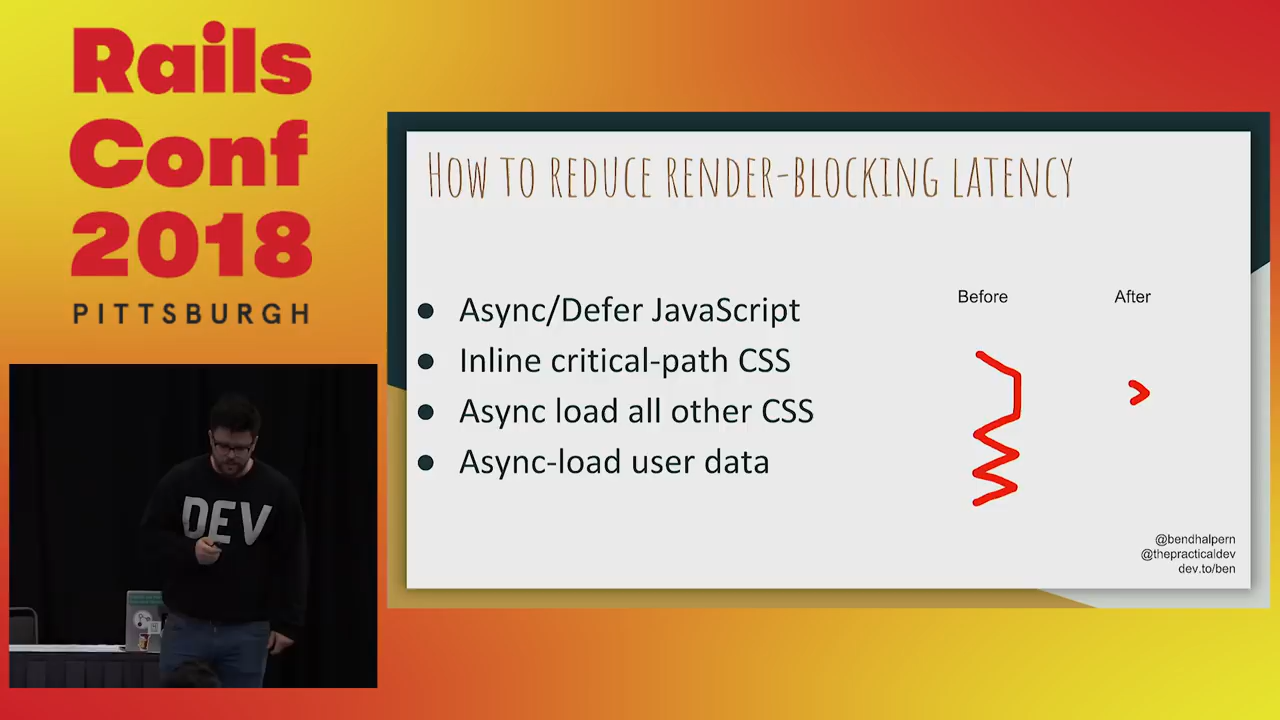 Rails
Conf
2018
PITTSBURGH
HOW TO REDUCE RENDER-BLOCKING LATENCY
● Async/Defer JavaScript
● Inline critical-path CSS
● Async load all other CSS
● Async-load user data
Before
After
@bendhalpern
@thepracticaldev
dev.to/ben
DEV